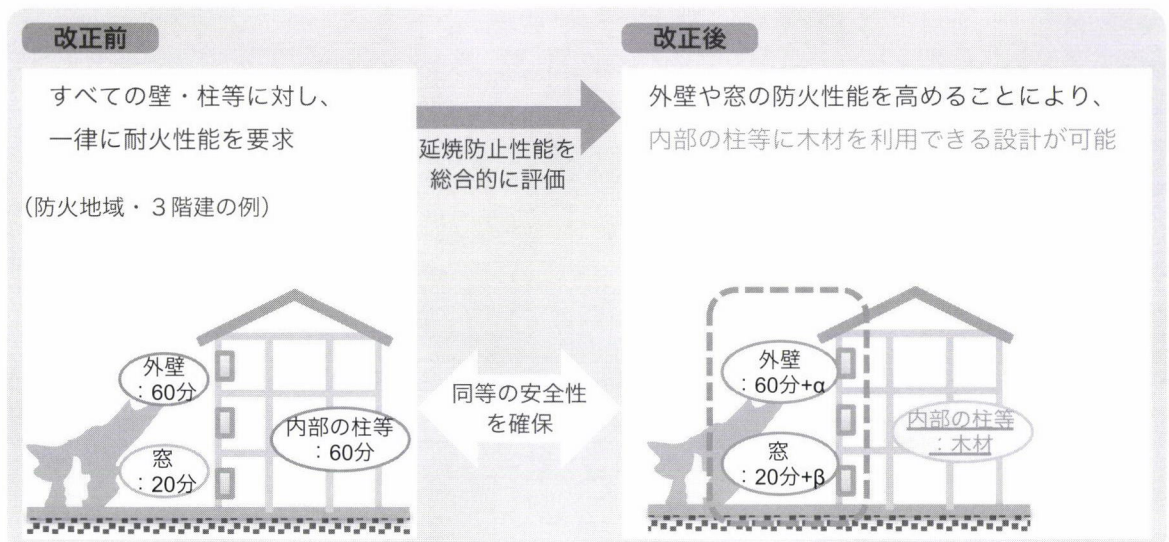 改正前
すべての壁・柱等に対し、
一律に耐火性能を要求
（防火地域・３階建の例）
外壁
：60分
窓
：20分
内部の柱等
：60分
延焼防止性能を
総合的に評価
同等の安全性
を確保
改正後
外壁や窓の防火性能を高めることにより、
内部の柱等に木材を利用できる設計が可能
外壁
：60分+α
窓
：20分+β
内部の柱等
：木材